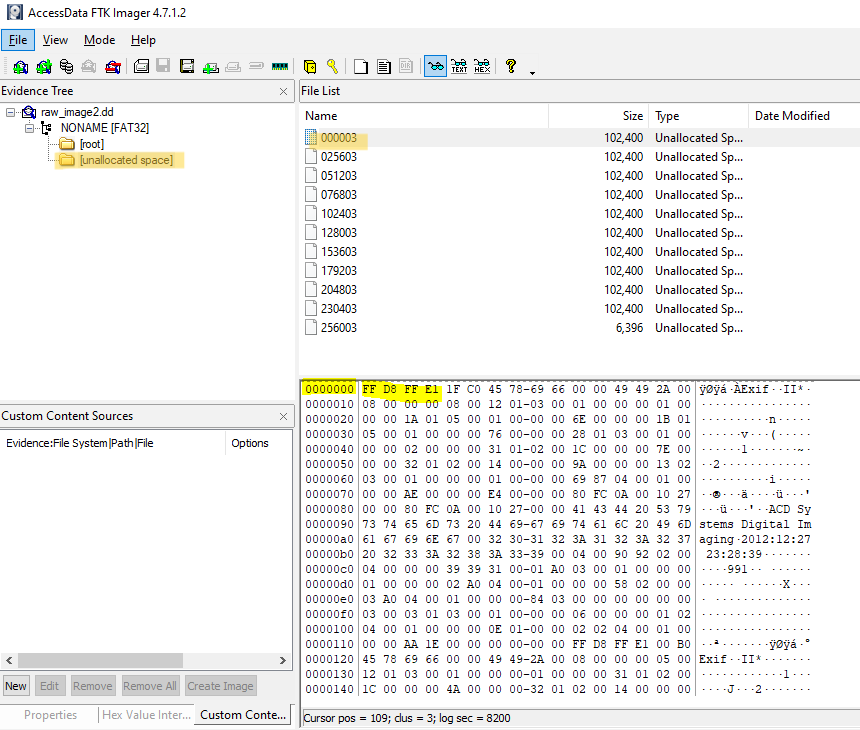 AccessData FTK Imager 4.7.1.2
File View Mode Help
Evidence Tree
raw_image2.dd
NONAME [FAT32]
[root]
[unallocated space]
File List
Name Size Type Date Modified
000003 102,400 Unallocated Sp...
025603 102,400 Unallocated Sp...
051203 102,400 Unallocated Sp...
076803 102,400 Unallocated Sp...
102403 102,400 Unallocated Sp...
128003 102,400 Unallocated Sp...
153603 102,400 Unallocated Sp...
179203 102,400 Unallocated Sp...
204803 102,400 Unallocated Sp...
230403 102,400 Unallocated Sp...
256003 6,396 Unallocated Sp...
Custom Content Sources
Evidence:File System|Path|File Options
New Edit Remove Remove All Create Image
Properties Hex Value Inter... Custom Conte...
0000000 FF D8 FF E1 1F C0 45 78-69 66 00 00 49 49 2A 00 ÿØÿá·ÀExif··II*·
0000010 08 00 00 00 08 00 12 01-03 00 01 00 00 00 01 00 ················
0000020 00 00 1A 01 05 00 01 00-00 00 6E 00 00 00 1B 01 ··········n·····
0000030 05 00 01 00 00 00 76 00-00 00 28 01 03 00 01 00 ······v···(·····
0000040 00 00 02 00 00 00 31 01-02 00 1C 00 00 00 7E 00 ······1·······~·
0000050 00 00 32 01 02 00 14 00-00 00 9A 00 00 00 13 02 ··2·············
0000060 03 00 01 00 00 00 01 00-00 00 69 87 04 00 01 00 ··········i·····
0000070 00 00 AE 00 00 00 E4 00-00 00 80 FC 0A 00 10 27 ··®···ä····ü···'
0000080 00 00 80 FC 0A 00 10 27-00 00 41 43 44 20 53 79 ···ü···'··ACD Sy
0000090 73 74 65 6D 73 20 44 69-67 69 74 61 6C 20 49 6D stems Digital Im
00000a0 61 67 69 6E 67 00 32 30-31 32 3A 31 32 3A 32 37 aging·2012:12:27
00000b0 20 32 33 3A 32 38 3A 33-39 00 04 00 90 92 02 00 23:28:39·······
00000c0 04 00 00 00 39 39 31 00-01 A0 03 00 01 00 00 00 ····991·· ······
00000d0 01 00 00 00 02 A0 04 00-01 00 00 00 58 02 00 00 ····· ······X···
00000e0 03 A0 04 00 01 00 00 00-84 03 00 00 00 00 00 00 · ··············
00000f0 03 00 03 01 03 00 01 00-00 00 06 00 00 00 01 02 ················
0000100 04 00 01 00 00 00 0E 01-00 00 02 02 04 00 01 00 ················
0000110 00 00 AA 1E 00 00 00 00-00 00 FF D8 FF E1 00 B0 ··ª·······ÿØÿá·°
0000120 45 78 69 66 00 00 49 49-2A 00 08 00 00 00 05 00 Exif··II*·······
0000130 12 01 03 00 01 00 00 00-01 00 00 00 31 01 02 00 ············1···
0000140 1C 00 00 00 4A 00 00 00-32 01 02 00 14 00 00 00 ····J···2·······
Cursor pos = 109; clus = 3; log sec = 8200